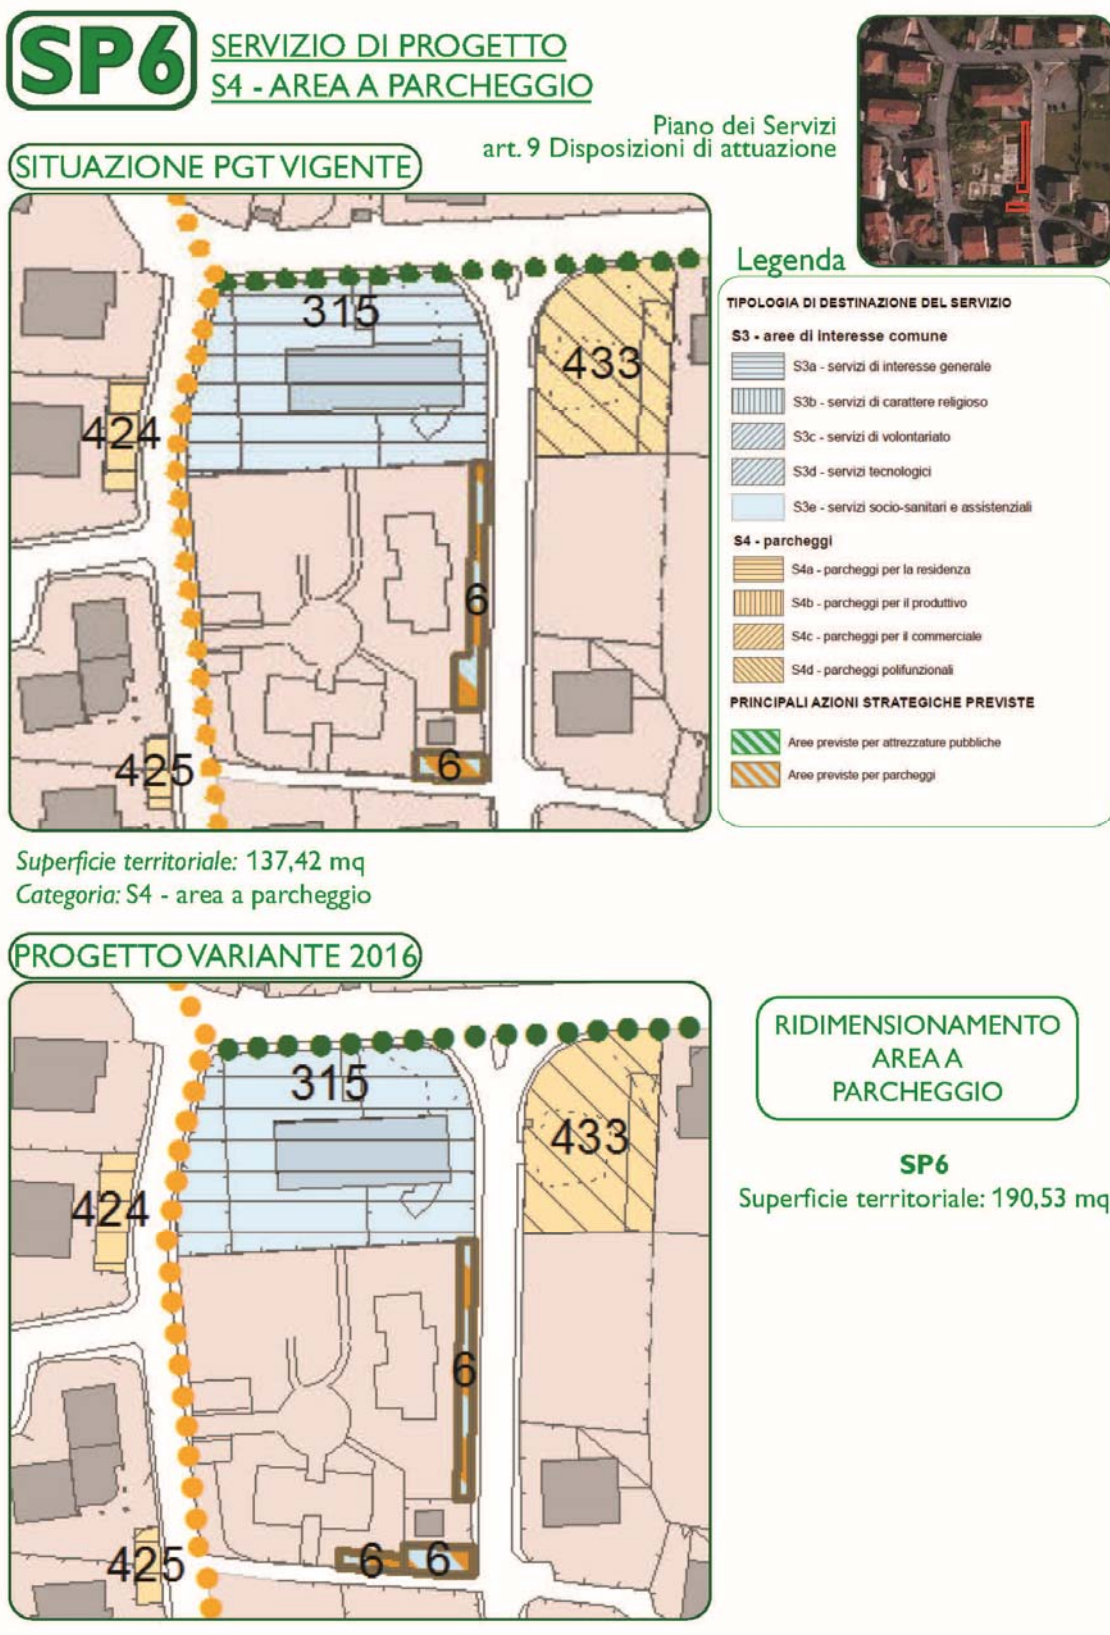 SP6
SERVIZIO DI PROGETTO
S4 - AREA A PARCHEGGIO
Piano dei Servizi
art. 9 Disposizioni di attuazione
SITUAZIONE PGT VIGENTE
315
433
424
6
425
6
Legenda
TIPOLOGIA DI DESTINAZIONE DEL SERVIZIO
S3 - aree di interesse comune
S3a - servizi di interesse generale
S3b - servizi di carattere religioso
S3c - servizi di volontariato
S3d - servizi tecnologici
S3e - servizi socio-sanitari e assistenziali
S4 - parcheggi
S4a - parcheggi per la residenza
S4b - parcheggi per il produttivo
S4c - parcheggi per il commerciale
S4d - parcheggi polifunzionali
PRINCIPALI AZIONI STRATEGICHE PREVISTE
Aree previste per attrezzature pubbliche
Aree previste per parcheggi
Superficie territoriale: 137,42 mq
Categoria: S4 - area a parcheggio
PROGETTO VARIANTE 2016
315
433
424
6
425
6 6
RIDIMENSIONAMENTO
AREA A
PARCHEGGIO
SP6
Superficie territoriale: 190,53 mq